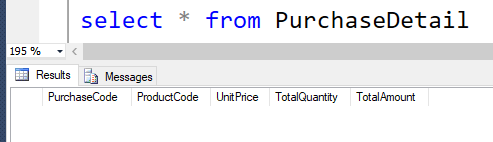 select * from PurchaseDetail
195 %
Results Messages
PurchaseCode ProductCode UnitPrice TotalQuantity TotalAmount